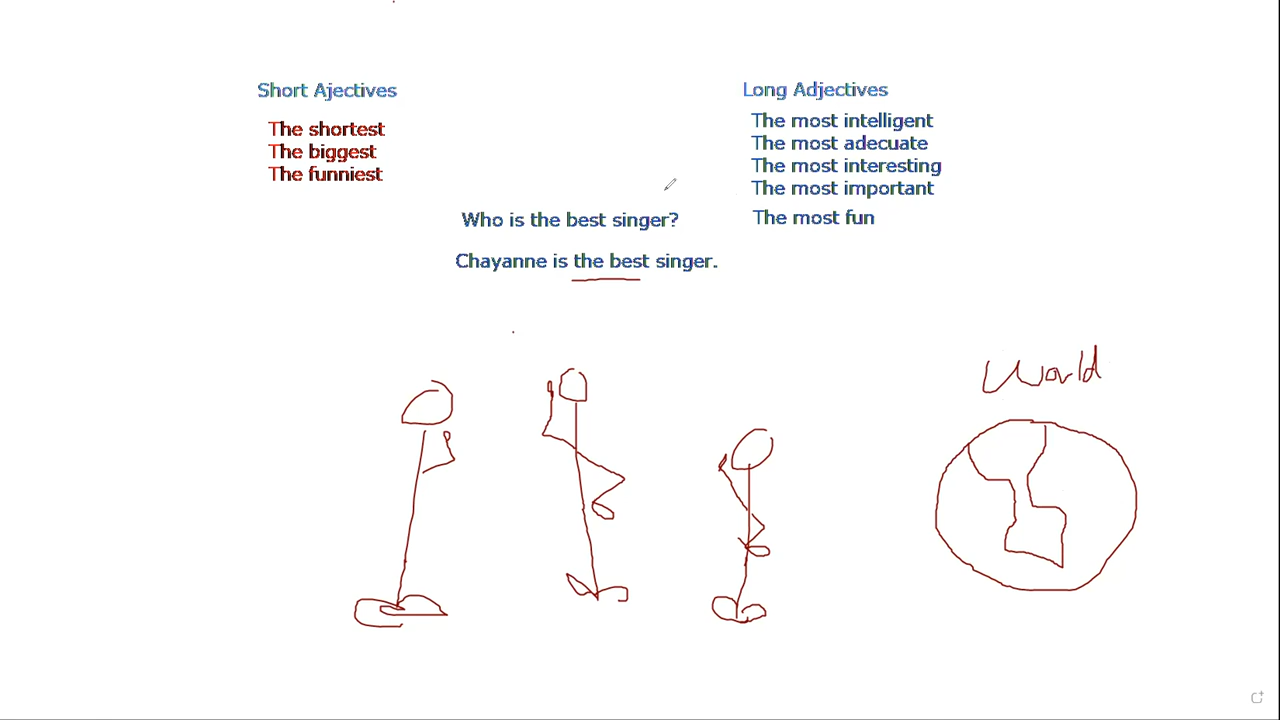 Short Ajectives
The shortest
The biggest
The funniest
Long Adjectives
The most intelligent
The most adecuate
The most interesting
The most important
The most fun
Who is the best singer?
Chayanne is the best singer.
World